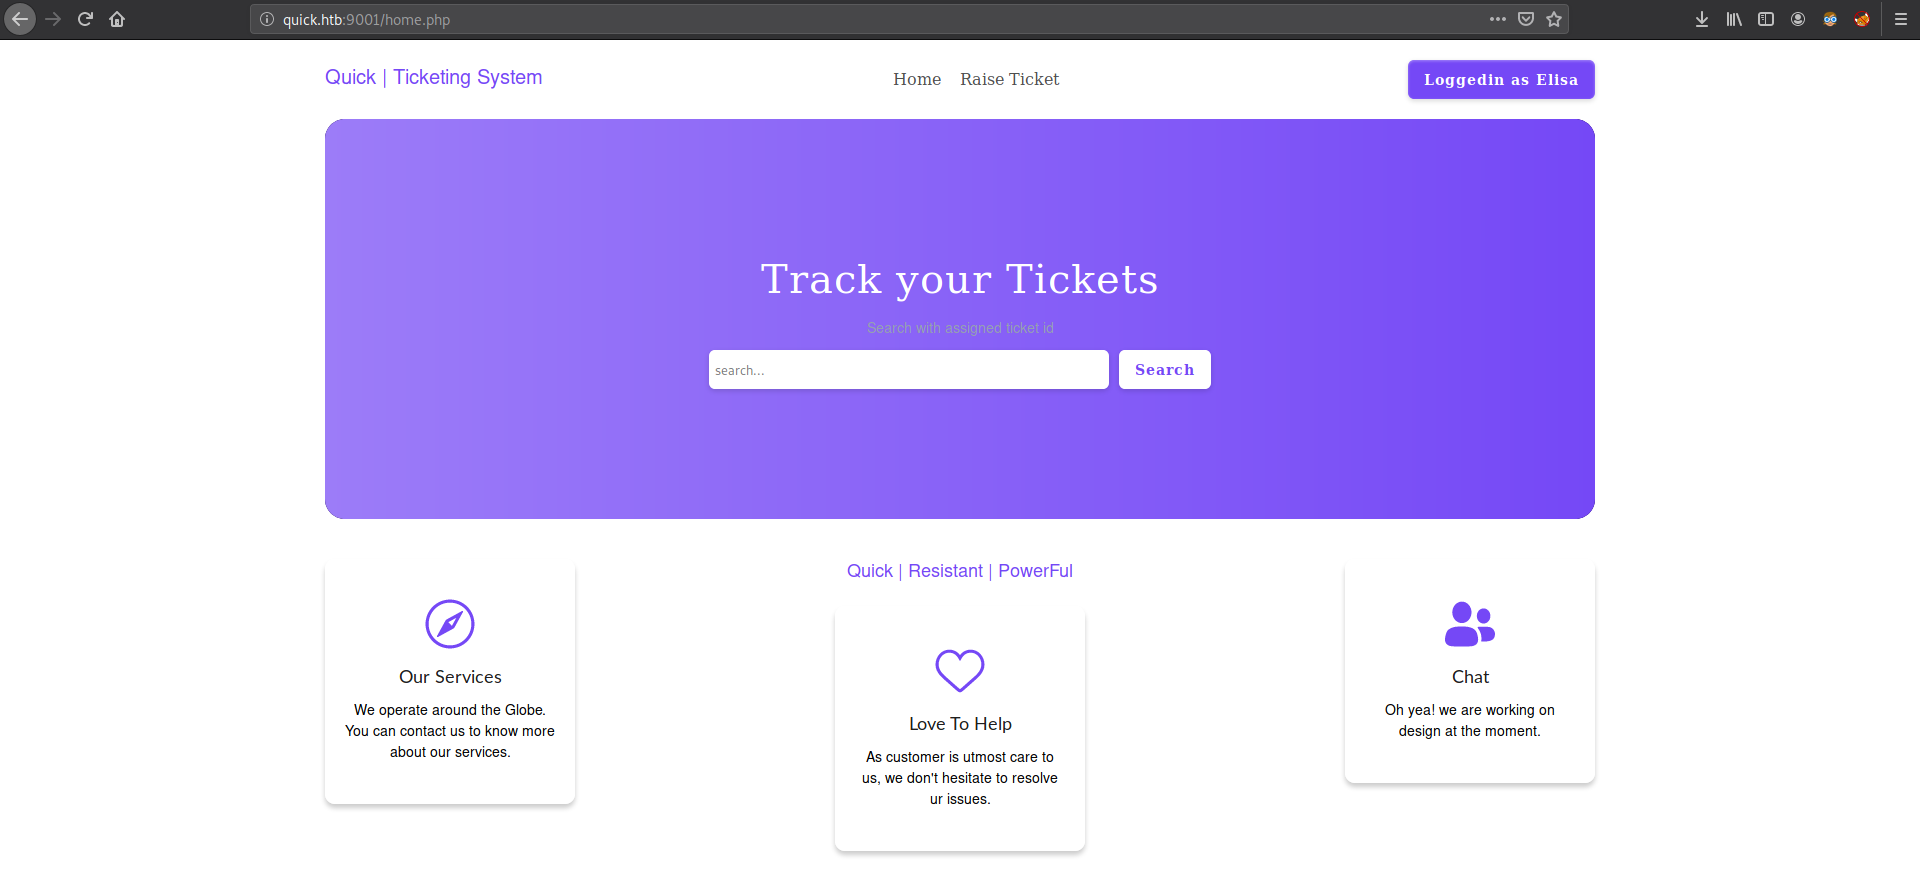 quick.htb:9001/home.php
Quick | Ticketing System
Home
Raise Ticket
Loggedin as Elisa
Track your Tickets
Search with assigned ticket id
search...
Search
Quick | Resistant | PowerFul
Our Services
We operate around the Globe.
You can contact us to know more
about our services.
Love To Help
As customer is utmost care to
us, we don't hesitate to resolve
ur issues.
Chat
Oh yea! we are working on
design at the moment.